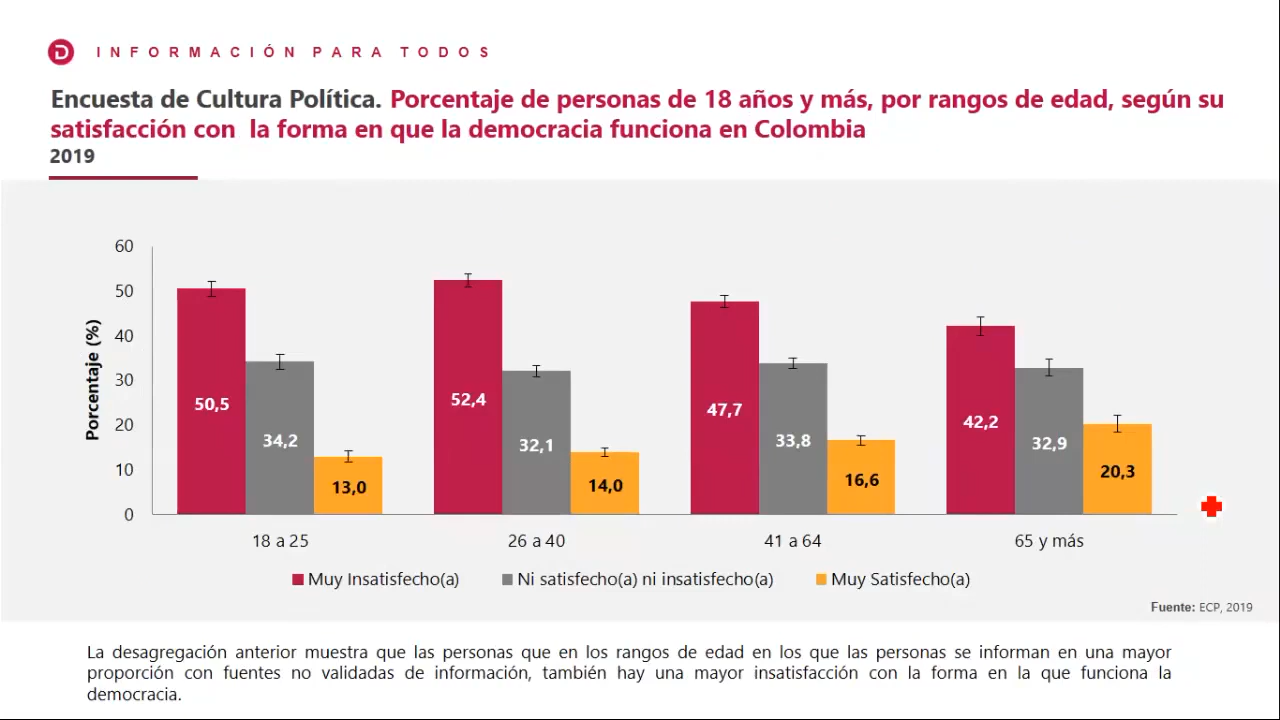 D INFORMACIÓN PARA TODOS
Encuesta de Cultura Política. Porcentaje de personas de 18 años y más, por rangos de edad, según su
satisfacción con la forma en que la democracia funciona en Colombia
2019
Porcentaje (%)
60
50
40
30
20
10
0
50,5
34,2
13,0
52,4
32,1
14,0
47,7
33,8
16,6
42,2
32,9
20,3
18 a 25
26 a 40
41 a 64
65 y más
Muy Insatisfecho(a)
Ni satisfecho(a) ni insatisfecho(a)
Muy Satisfecho(a)
Fuente: ECP, 2019
La desagregación anterior muestra que las personas que en los rangos de edad en los que las personas se informan en una mayor
proporción con fuentes no validadas de información, también hay una mayor insatisfacción con la forma en la que funciona la
democracia.